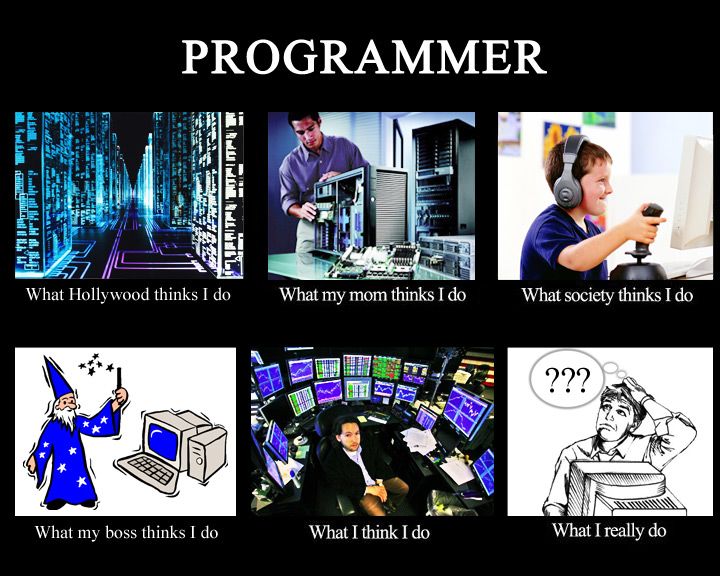 PROGRAMMER
What Hollywood thinks I do
What my mom thinks I do
What society thinks I do
???
What my boss thinks I do
What I think I do
What I really do